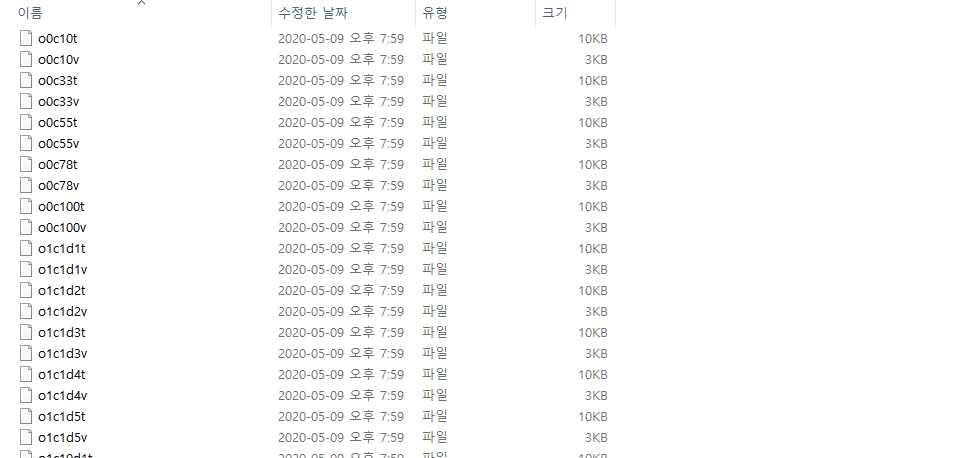 이름 수정한 날짜 유형 크기
o0c10t 2020-05-09 오후 7:59 파일 10KB
o0c10v 2020-05-09 오후 7:59 파일 3KB
o0c33t 2020-05-09 오후 7:59 파일 10KB
o0c33v 2020-05-09 오후 7:59 파일 3KB
o0c55t 2020-05-09 오후 7:59 파일 10KB
o0c55v 2020-05-09 오후 7:59 파일 3KB
o0c78t 2020-05-09 오후 7:59 파일 10KB
o0c78v 2020-05-09 오후 7:59 파일 3KB
o0c100t 2020-05-09 오후 7:59 파일 10KB
o0c100v 2020-05-09 오후 7:59 파일 3KB
o1c1d1t 2020-05-09 오후 7:59 파일 10KB
o1c1d1v 2020-05-09 오후 7:59 파일 3KB
o1c1d2t 2020-05-09 오후 7:59 파일 10KB
o1c1d2v 2020-05-09 오후 7:59 파일 3KB
o1c1d3t 2020-05-09 오후 7:59 파일 10KB
o1c1d3v 2020-05-09 오후 7:59 파일 3KB
o1c1d4t 2020-05-09 오후 7:59 파일 10KB
o1c1d4v 2020-05-09 오후 7:59 파일 3KB
o1c1d5t 2020-05-09 오후 7:59 파일 10KB
o1c1d5v 2020-05-09 오후 7:59 파일 3KB